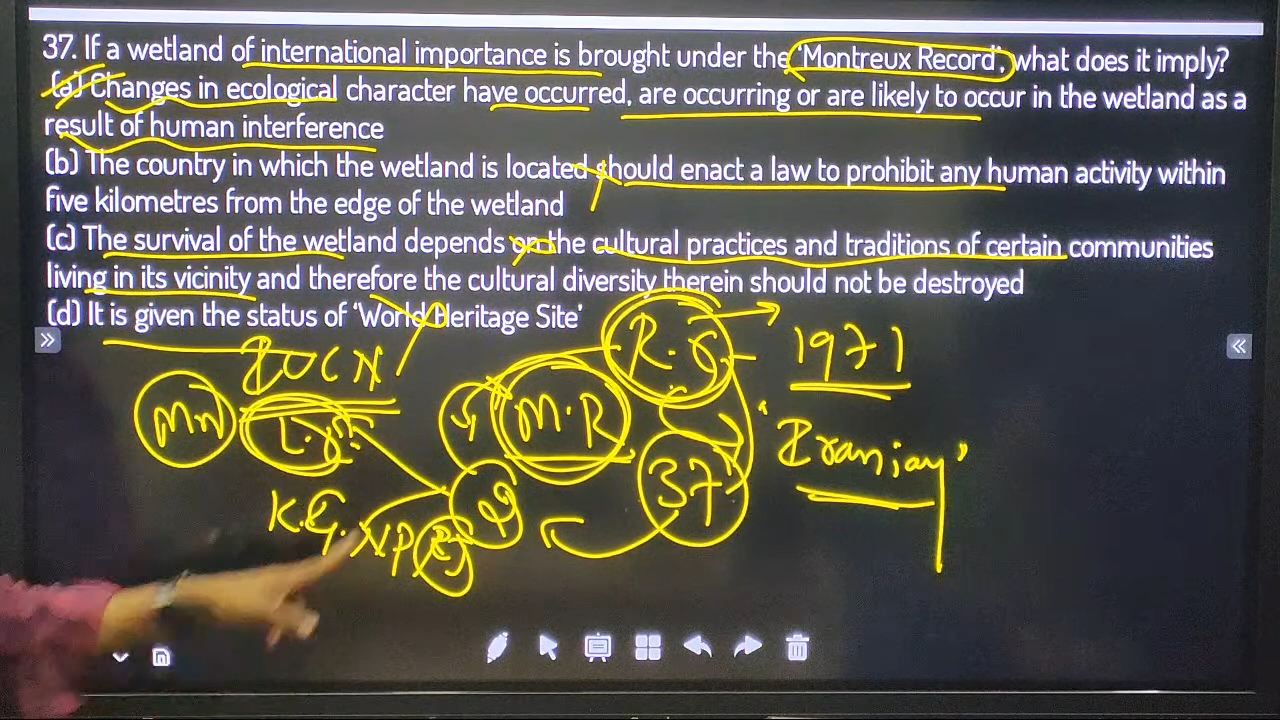 37. If a wetland of international importance is brought under the 'Montreux Record', what does it imply?
(a) Changes in ecological character have occurred, are occurring or are likely to occur in the wetland as a
result of human interference
(b) The country in which the wetland is located should enact a law to prohibit any human activity within
five kilometres from the edge of the wetland
(c) The survival of the wetland depends on the cultural practices and traditions of certain communities
living in its vicinity and therefore the cultural diversity therein should not be destroyed
(d) It is given the status of 'World Heritage Site'
R.S 1971
IUCN
M.R
37
K.G.NP